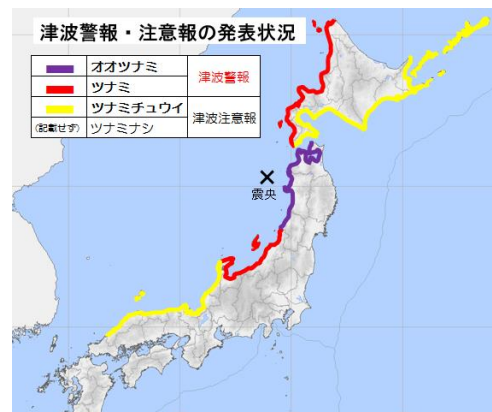 津波警報・注意報の発表状況
オオツナミ
津波警報
ツナミ
ツナミチュウイ
津波注意報
(記載せず) ツナミナシ
×
震央